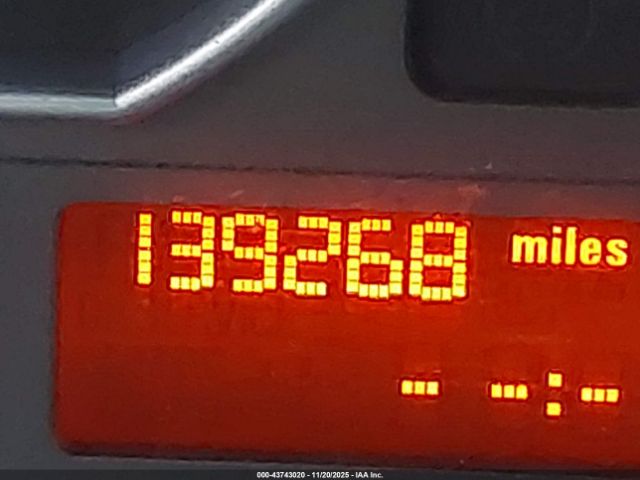 139268 miles
- -:-
000-43743020 - 11/20/2025 - IAA Inc.